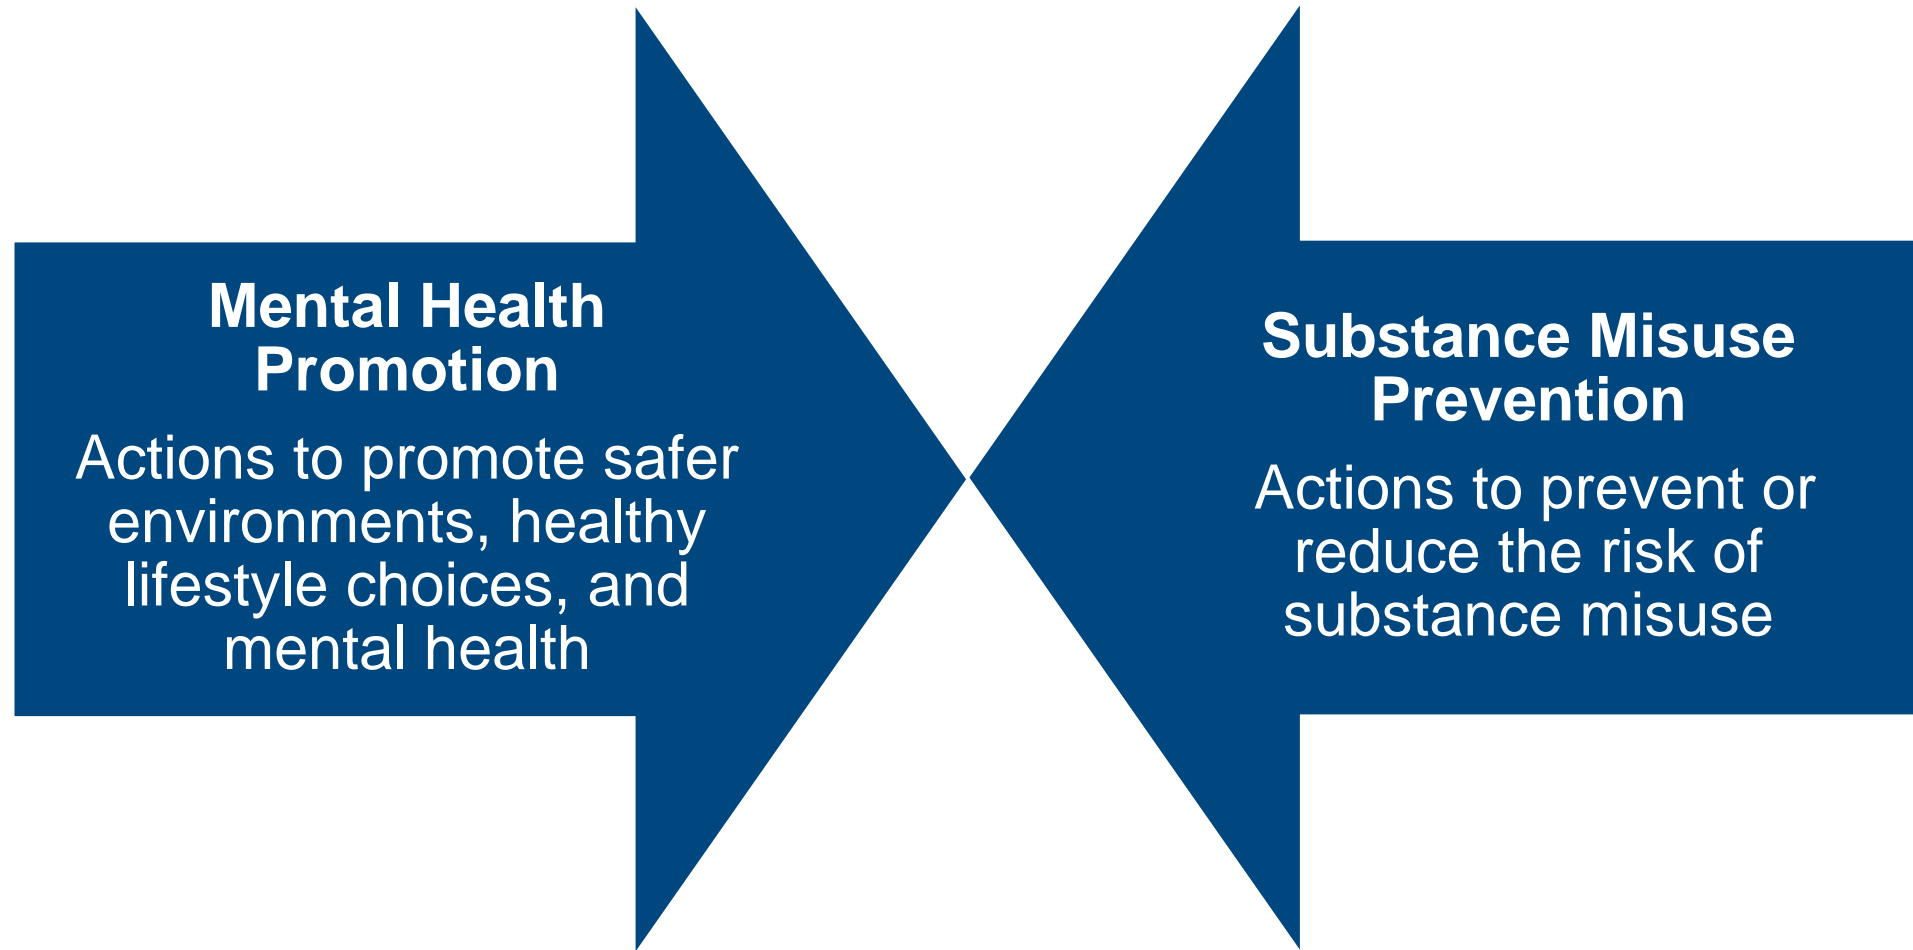 Mental Health
Promotion
Actions to promote safer
environments, healthy
lifestyle choices, and
mental health
Substance Misuse
Prevention
Actions to prevent or
reduce the risk of
substance misuse